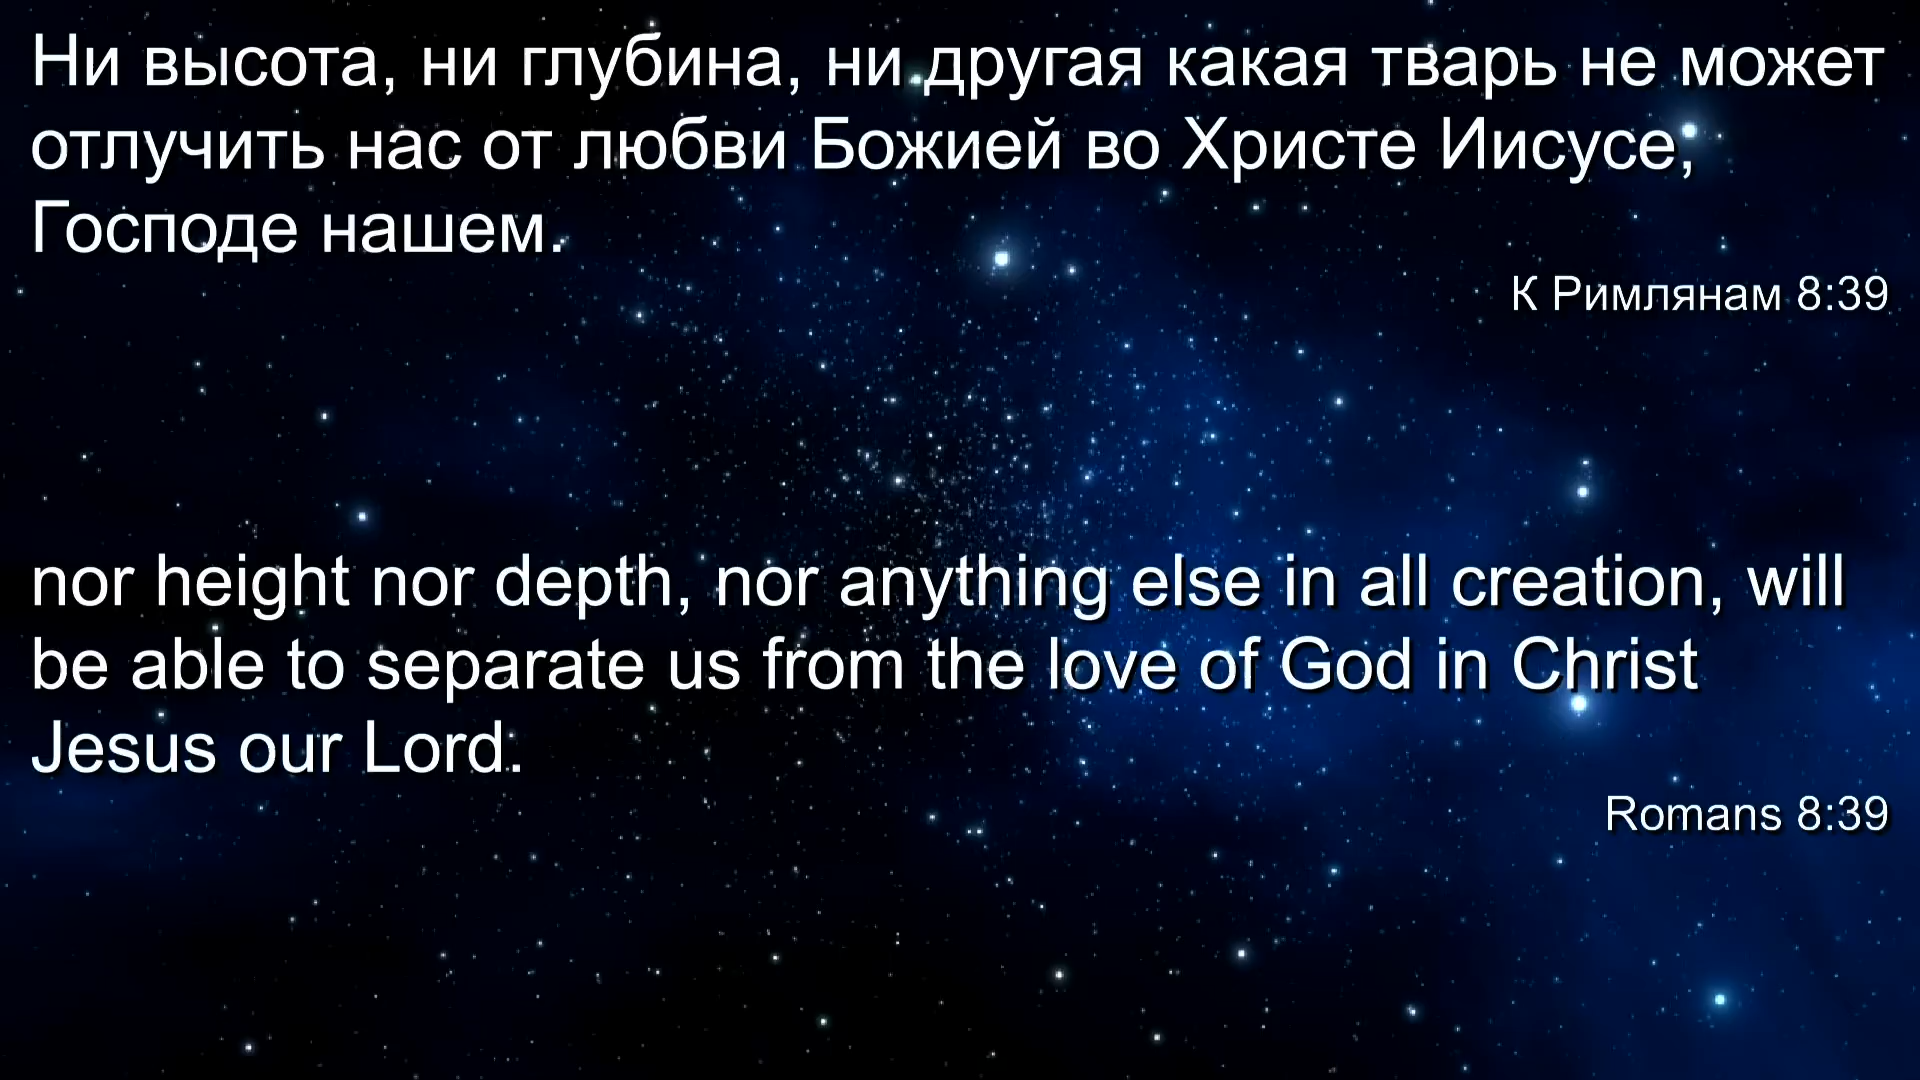 Ни высота, ни глубина, ни другая какая тварь не может
отлучить нас от любви Божией во Христе Иисусе,
Господе нашем.
К Римлянам 8:39
nor height nor depth, nor anything else in all creation, will
be able to separate us from the love of God in Christ
Jesus our Lord.
Romans 8:39